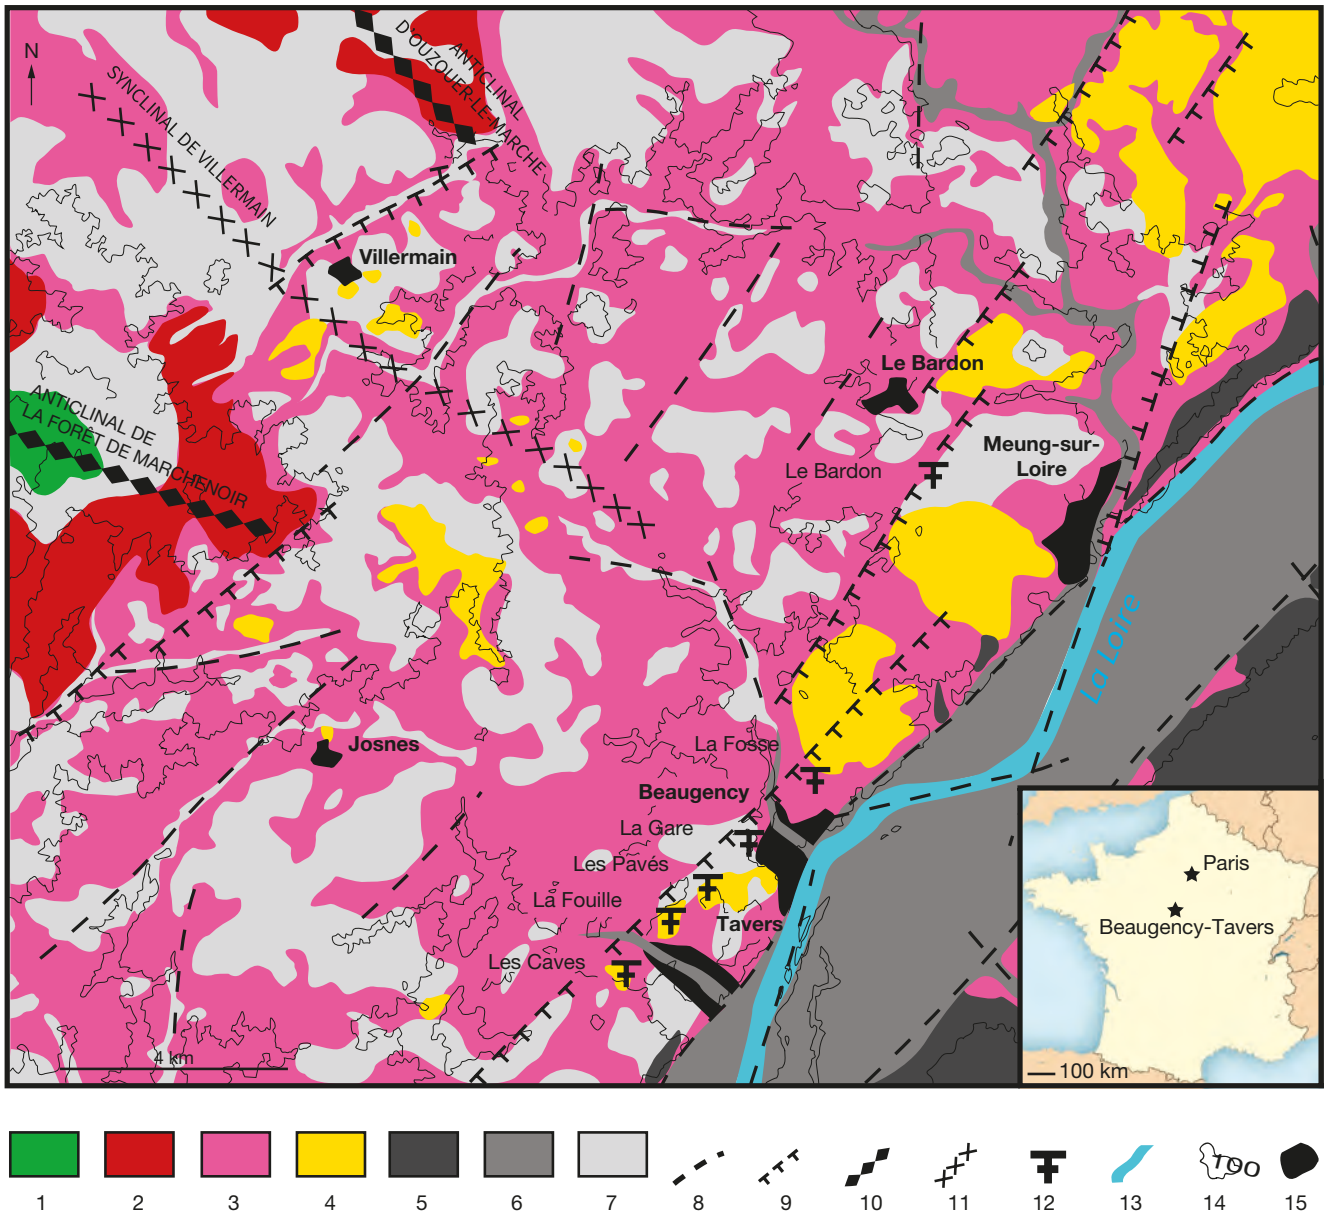 N
SYNCLINAL DE VILLERMAIN
ANTICLINAL
D'OUZOUER-LE-MARCHE
Villermain
ANTICLINAL DE
LA FORÊT DE MARCHENOIR
Le Bardon
Meung-sur-
Loire
Le Bardon
La Loire
Josnes
La Fosse
Beaugency
La Gare
Les Pavés
La Fouille
Tavers
Les Caves
4 km
Paris
Beaugency-Tavers
100 km
1 2 3 4 5 6 7 8 9 10 11 12 13 14 15